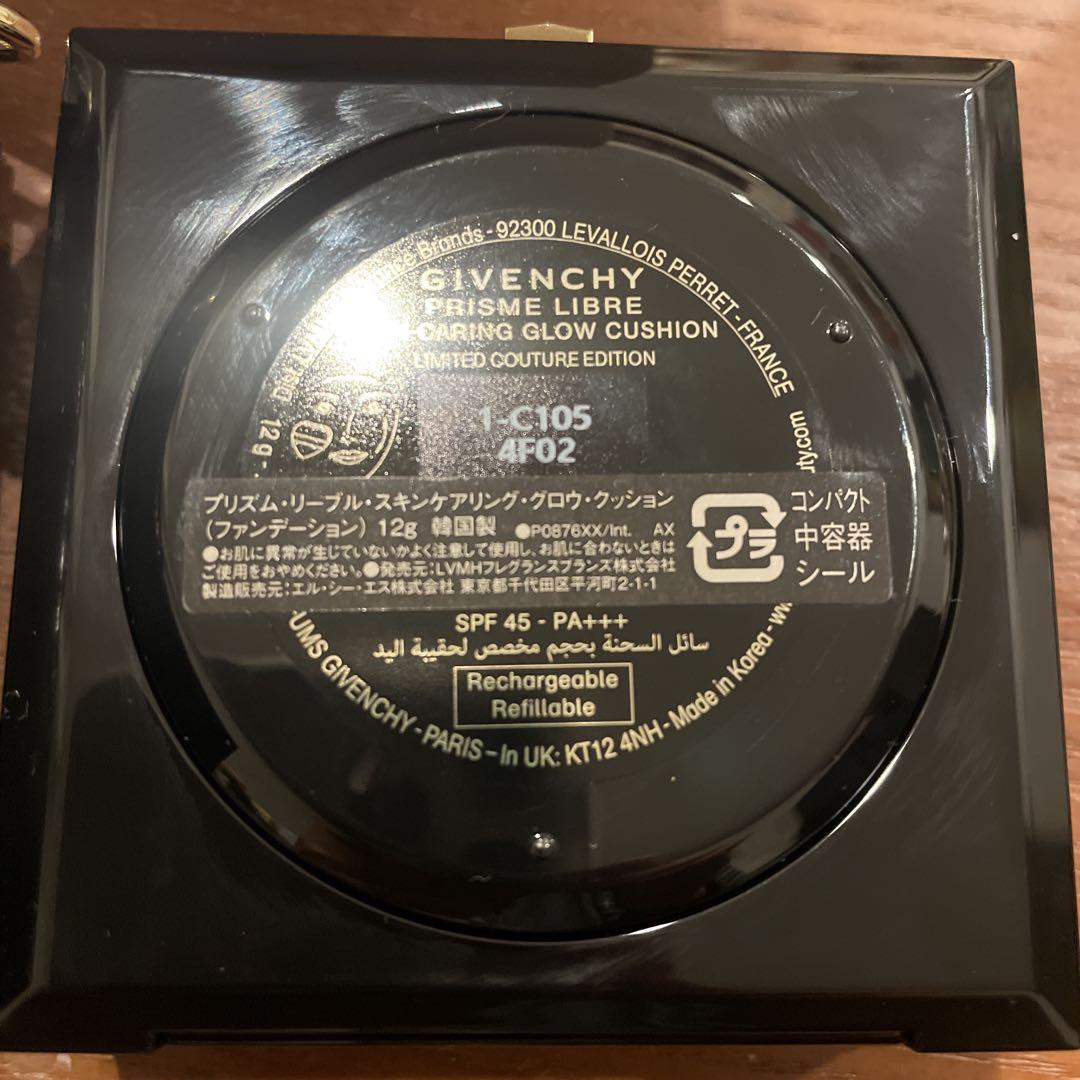 Brands - 92300 LEVALLOIS PERRET - FRANCE
GIVENCHY
PRISME LIBRE
CARING GLOW CUSHION
LIMITED COUTURE EDITION
1-C105
4F02
12 g
プリズム・リーブル・スキンケアリング・グロウ・クッション
(ファンデーション) 12g 韓国製 ●P0876XX/Int. AX
●お肌に異常が生じていないかよく注意して使用し、お肌に合わないときは
ご使用をおやめください。●発売元:LVMHフレグランスブランズ株式会社
製造販売元:エル・シー・エス株式会社 東京都千代田区平河町2-1-1
プラ
コンパクト
中容器
シール
SPF 45 - PA+++
سائل السحنة بحجم مخصص لحقيبة اليد
Rechargeable
Refillable
GIVENCHY - PARIS - In UK: KT12 4NH - Made in Korea -